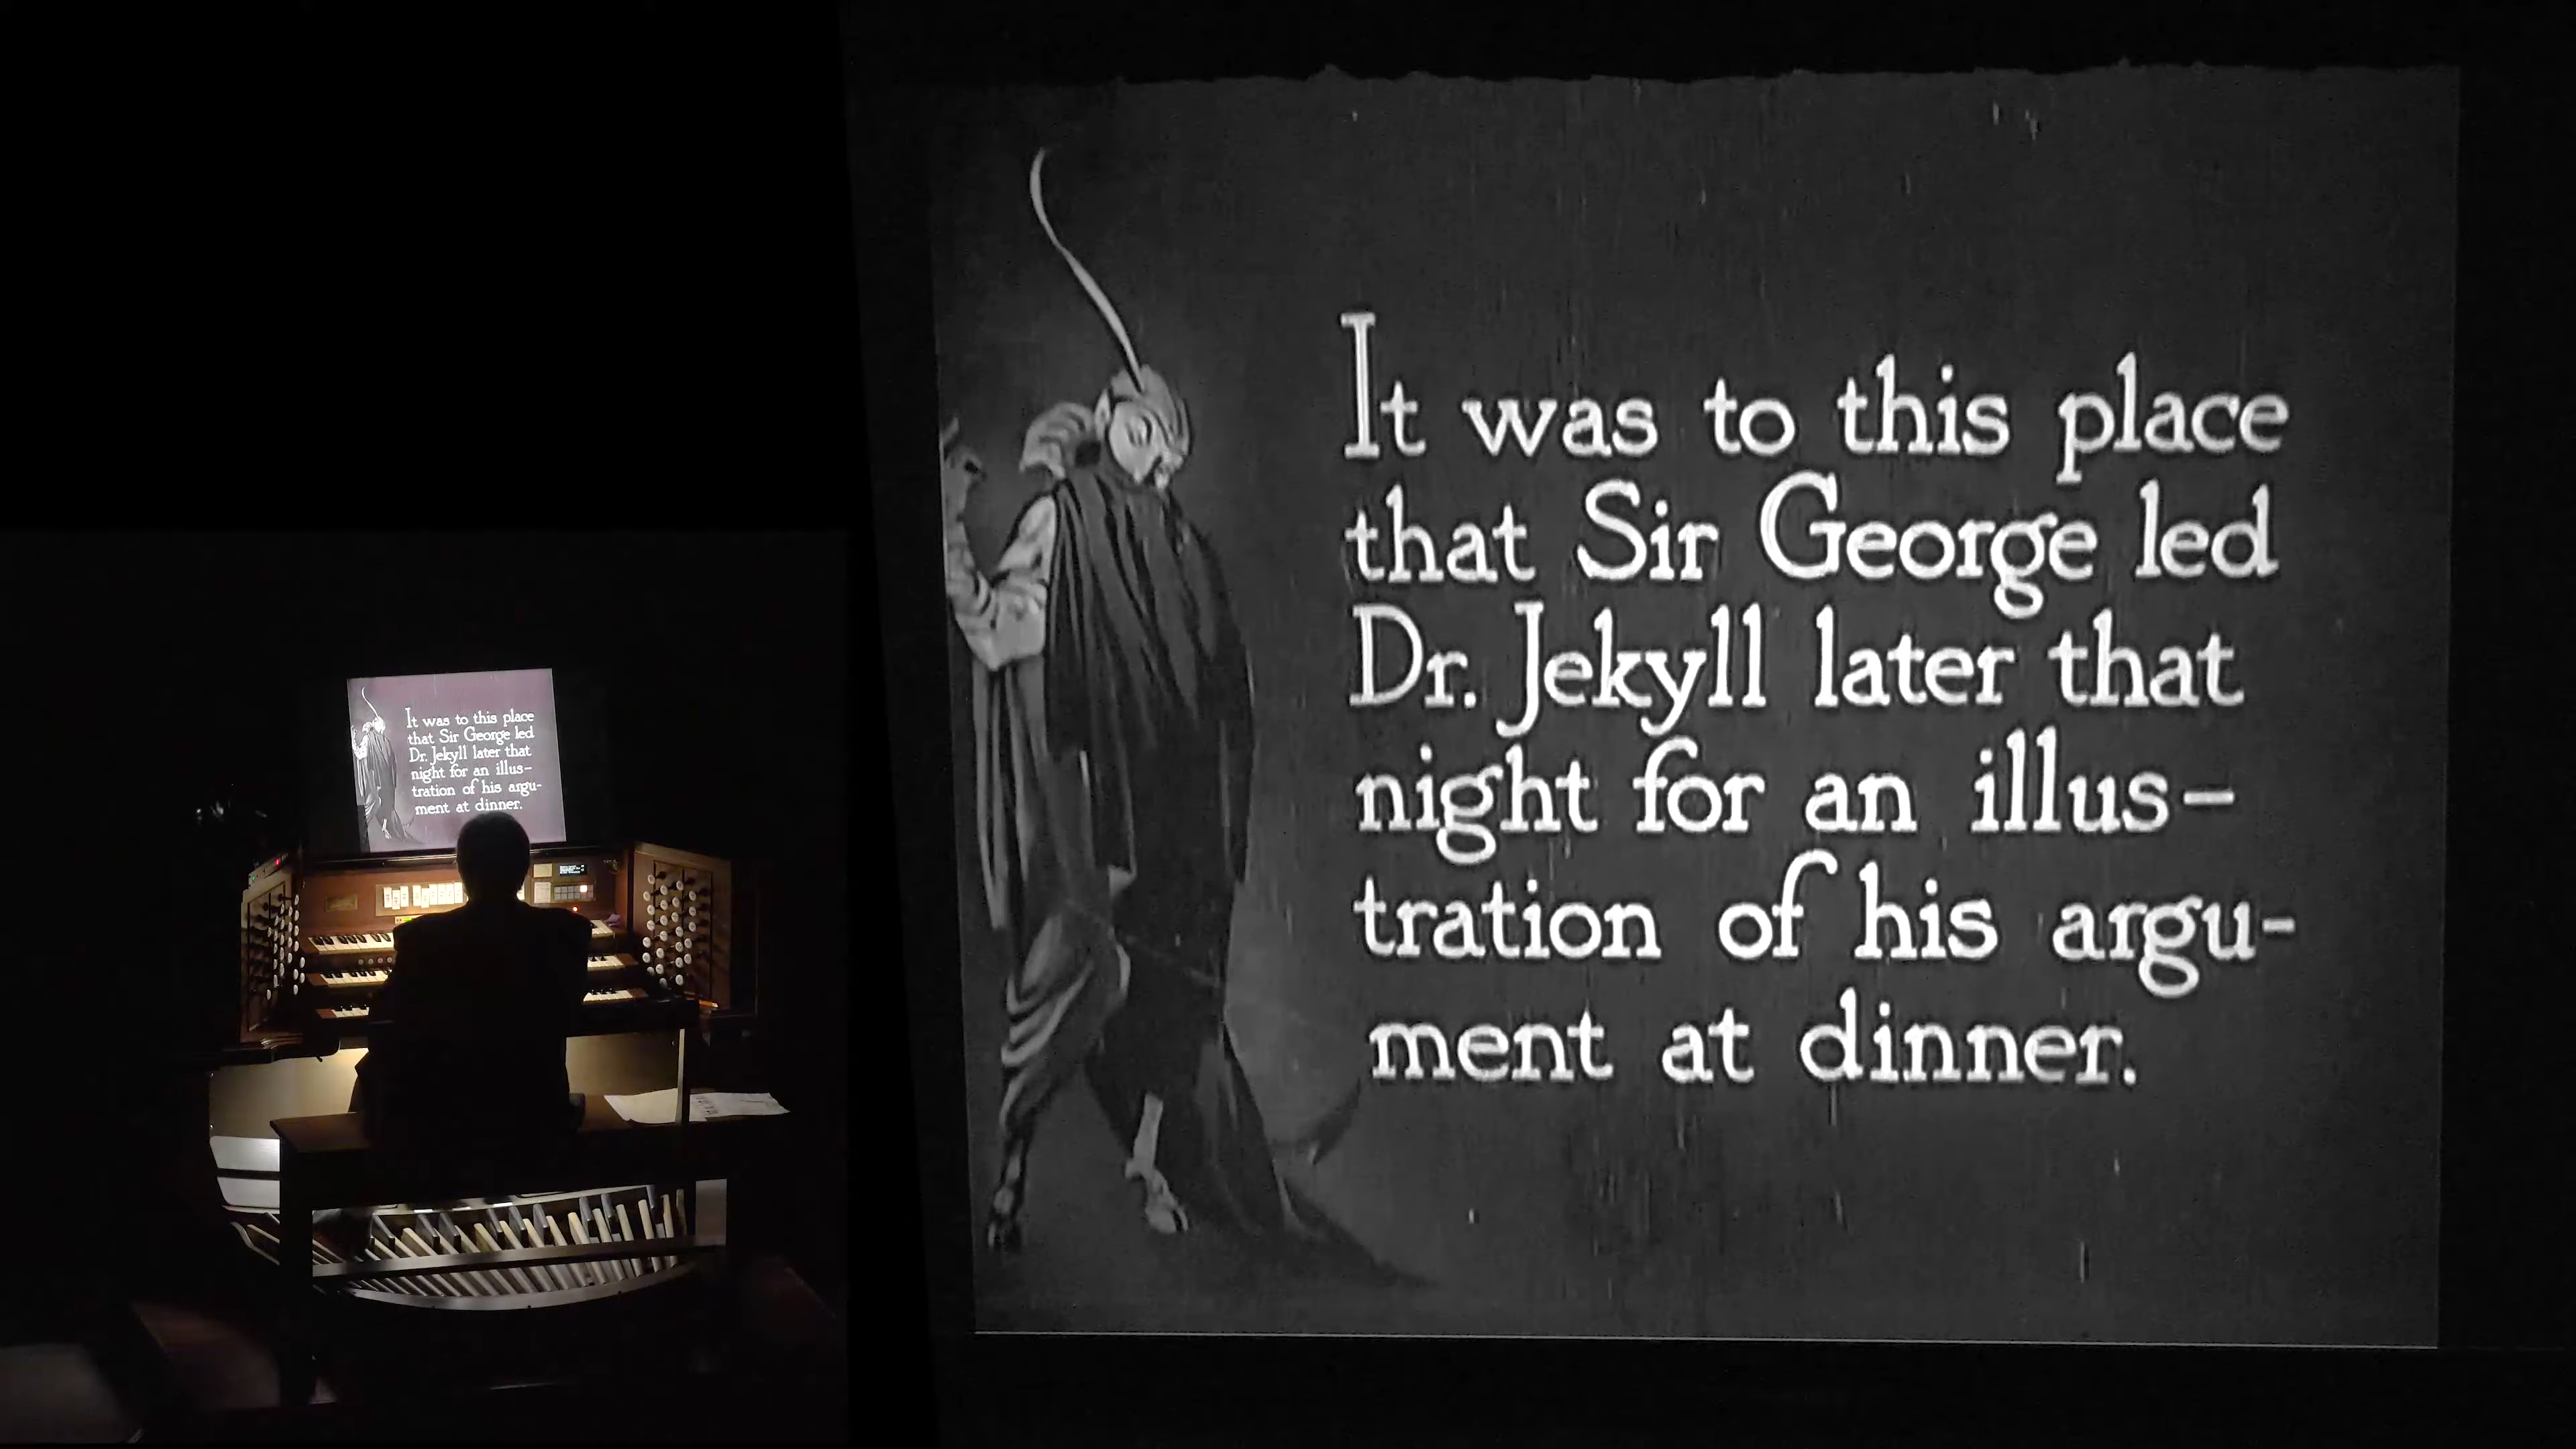 It was to this place
that Sir George led
Dr. Jekyll later that
night for an illus-
tration of his argu-
ment at dinner.
It was to this place
that Sir George led
Dr. Jekyll later that
night for an illus-
tration of his argu-
ment at dinner.